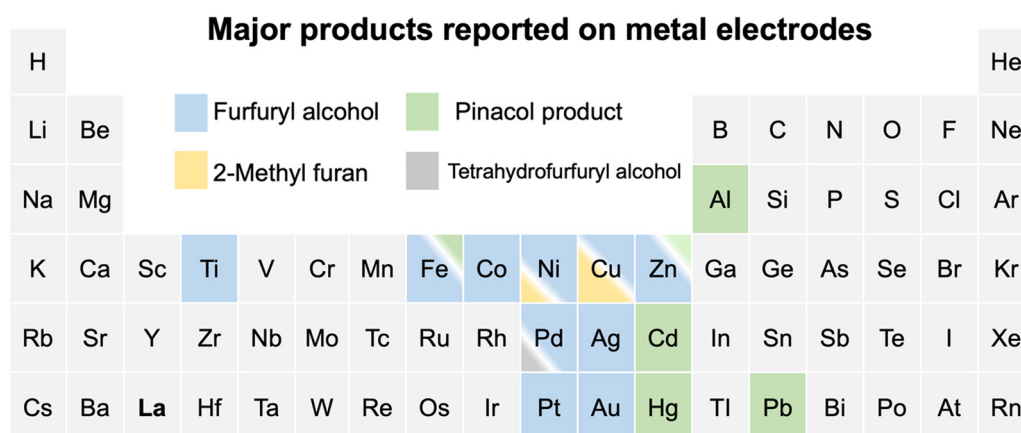 Major products reported on metal electrodes
H He
Furfuryl alcohol Pinacol product
Li Be B C N O F Ne
2-Methyl furan Tetrahydrofurfuryl alcohol
Na Mg Al Si P S Cl Ar
K Ca Sc Ti V Cr Mn Fe Co Ni Cu Zn Ga Ge As Se Br Kr
Rb Sr Y Zr Nb Mo Tc Ru Rh Pd Ag Cd In Sn Sb Te I Xe
Cs Ba La Hf Ta W Re Os Ir Pt Au Hg Tl Pb Bi Po At Rn